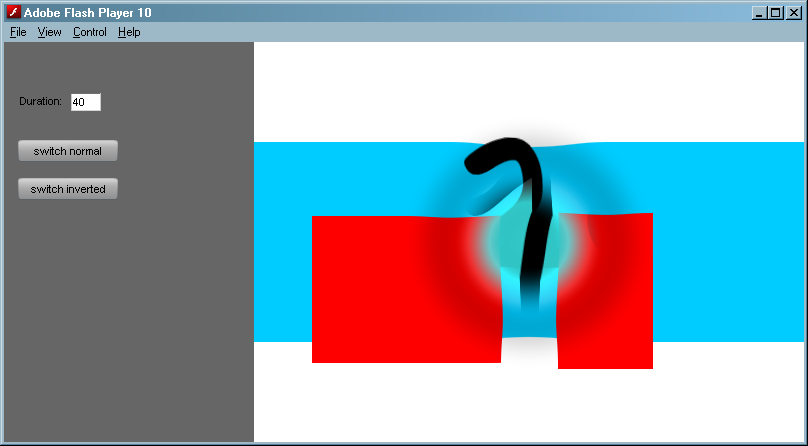 Adobe Flash Player 10
File View Control Help
Duration: 40
switch normal
switch inverted